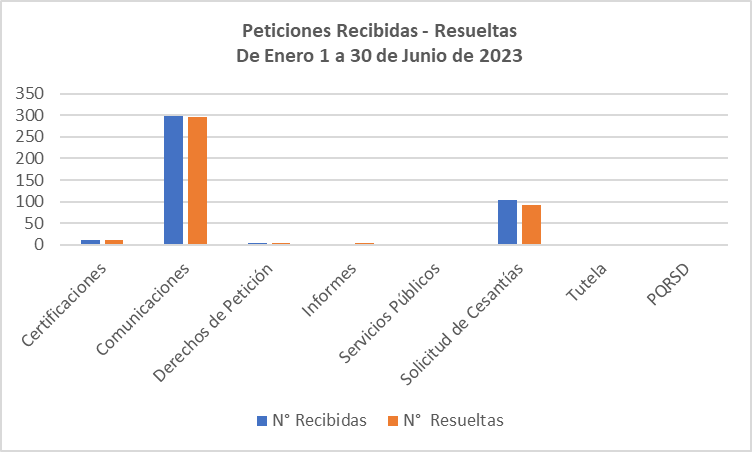 Peticiones Recibidas - Resueltas
De Enero 1 a 30 de Junio de 2023
350
300
250
200
150
100
50
0
Certificaciones
Comunicaciones
Derechos de Petición
Informes
Servicios Públicos
Solicitud de Cesantías
Tutela
PQRSD
N° Recibidas
N° Resueltas